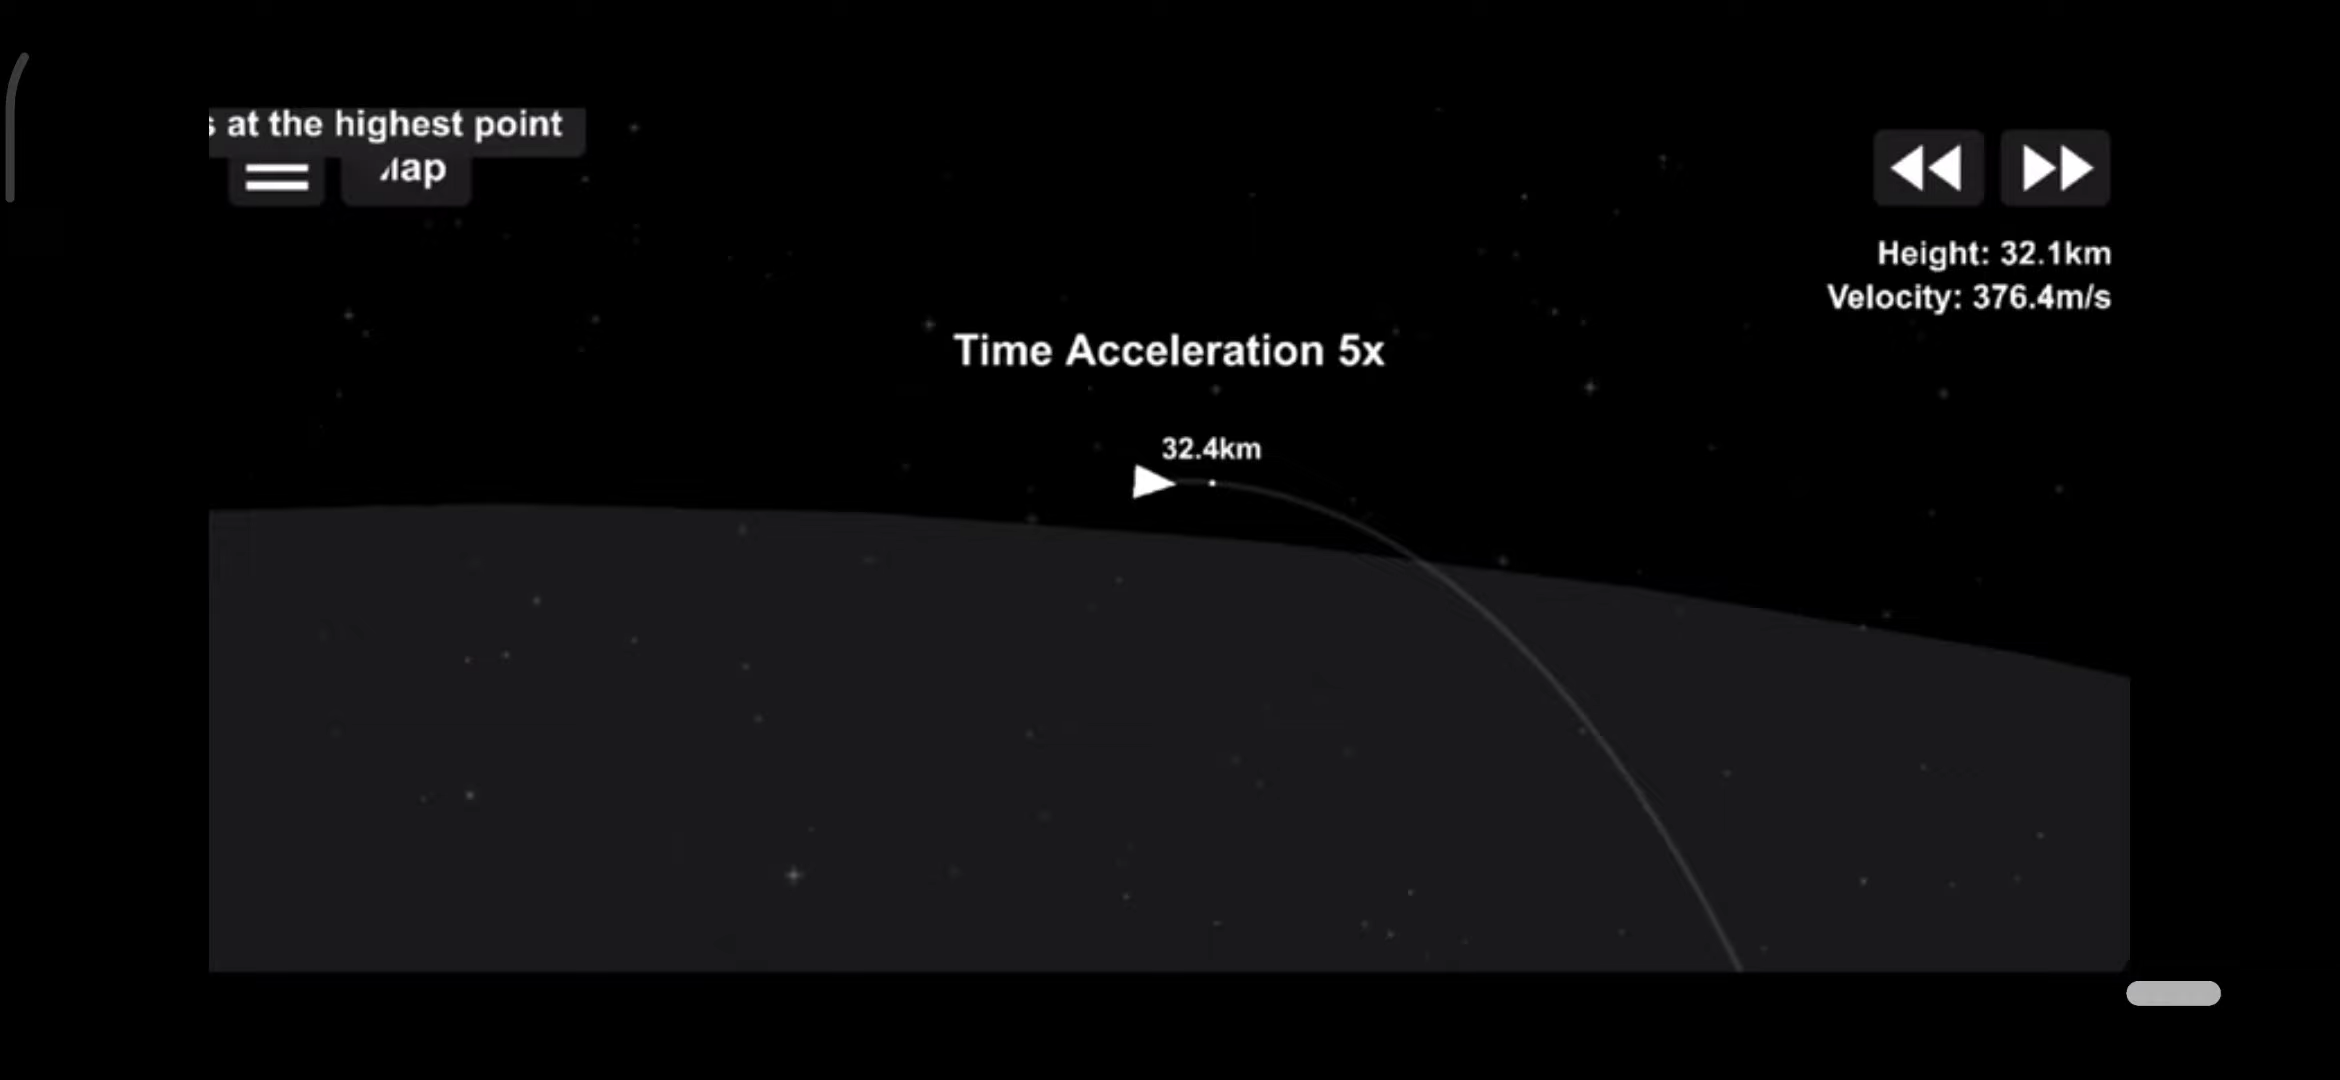 at the highest point
Height: 32.1km
Velocity: 376.4m/s
Time Acceleration 5x
32.4km